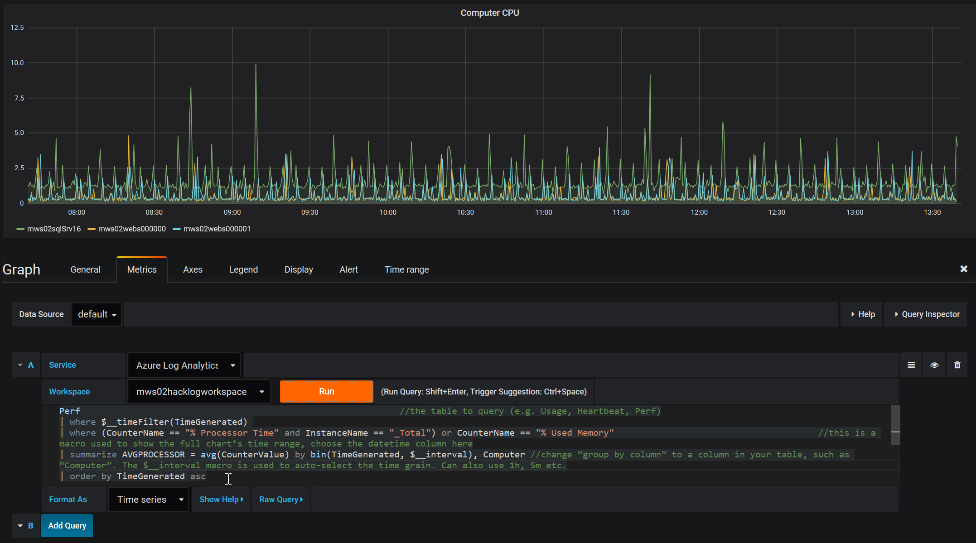 Computer CPU
12.5
10.0
7.5
5.0
2.5
0
08:00 08:30 09:00 09:30 10:00 10:30 11:00 11:30 12:00 12:30 13:00 13:30
mws02sqlSrv16 mws02webs000000 mws02webs000001
Graph General Metrics Axes Legend Display Alert Time range
Data Source default Help Query Inspector
A Service Azure Log Analytics
Workspace mws02hacklogworkspace Run (Run Query: Shift+Enter, Trigger Suggestion: Ctrl+Space)
Perf //the table to query (e.g. Usage, Heartbeat, Perf)
| where $__timeFilter(TimeGenerated)
| where (CounterName == "% Processor Time" and InstanceName == "_Total") or CounterName == "% Used Memory" //this is a
macro used to show the full chart's time range, choose the datetime column here
| summarize AVGPROCESSOR = avg(CounterValue) by bin(TimeGenerated, $__interval), Computer //change "group by column" to a column in your table, such as
"Computer". The $__interval macro is used to auto-select the time grain. Can also use 1h, 5m etc.
| order by TimeGenerated asc
Format As Time series Show Help Raw Query
B Add Query